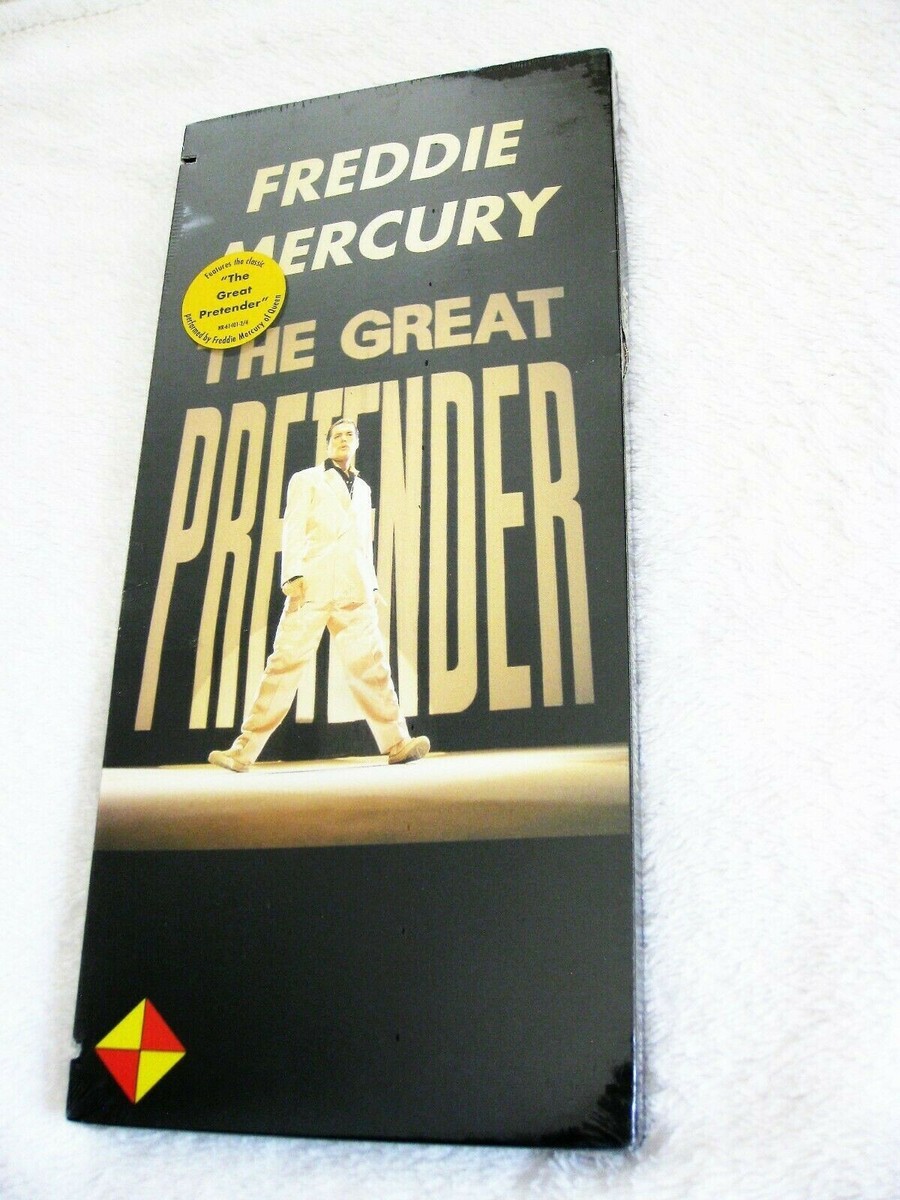 FREDDIE
MERCURY
Features the classic
"The
Great
Pretender"
performed by Freddie Mercury of Queen
THE GREAT
PRETENDER